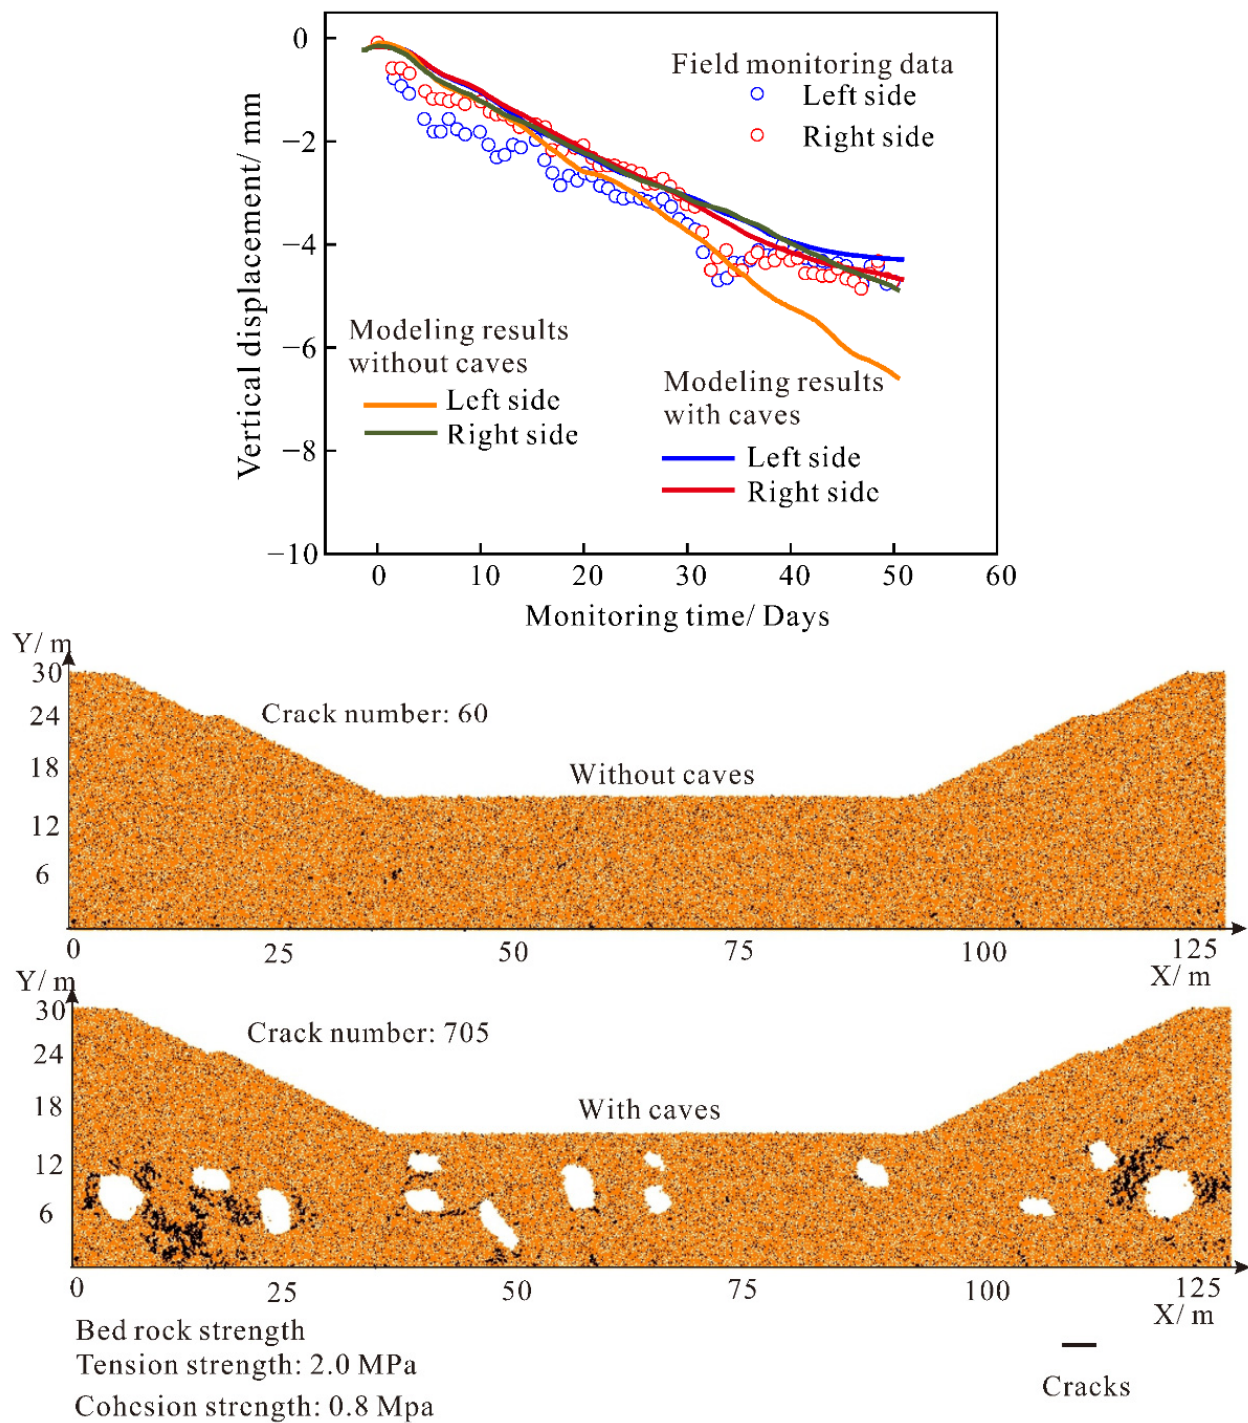 0
−2
−4
−6
−8
−10
Vertical displacement/ mm
Field monitoring data
Left side
Right side
Modeling results
without caves
Left side
Right side
Modeling results
with caves
Left side
Right side
0 10 20 30 40 50 60
Monitoring time/ Days
Y/ m
30
24
18
12
6
Crack number: 60
Without caves
0 25 50 75 100 125
X/ m
Y/ m
30
24
18
12
6
Crack number: 705
With caves
0 25 50 75 100 125
X/ m
Bed rock strength
Tension strength: 2.0 MPa
Cohesion strength: 0.8 Mpa
Cracks